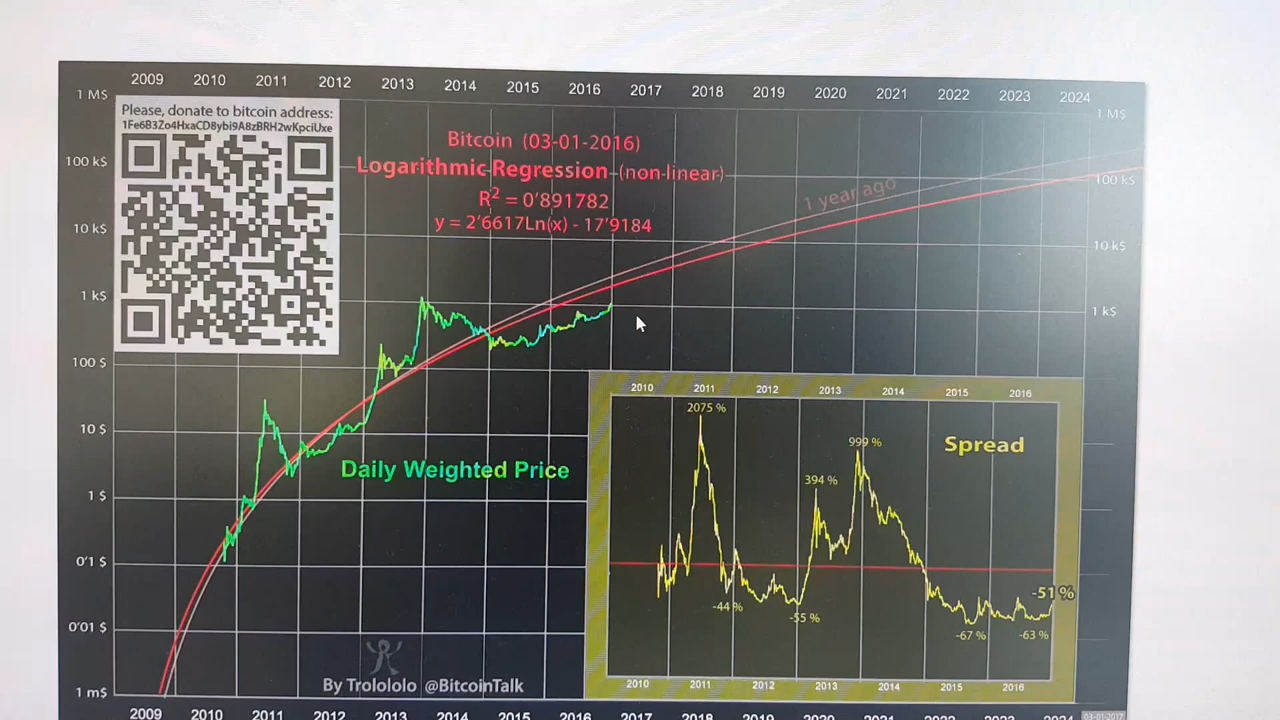 2009 2010 2011 2012 2013 2014 2015 2016 2017 2018 2019 2020 2021 2022 2023 2024
1 M$
1 M$
Please, donate to bitcoin address:
1Fe6B3Zo4HxaCD8ybi9A8zBRH2wKpciUxe
Bitcoin (03-01-2016)
100 k$
Logarithmic Regression (non-linear)
100 k$
R2 = 0'891782
1 year ago
10 k$
y = 2'6617Ln(x) - 17'9184
10 k$
1 k$
1 k$
100 $
2010 2011 2012 2013 2014 2015 2016
2075 %
10 $
999 %
Spread
Daily Weighted Price
394 %
1 $
0'1 $
-51 %
-44 %
-55 %
0'01 $
-67 %
-63 %
1 m$
By Trolololo @BitcoinTalk
2010 2011 2012 2013 2014 2015 2016
2009 2010 2011 2012 2013 2014 2015 2016 2017 2018 2019 2020 2021 2022 2023 2024
03-01-2017